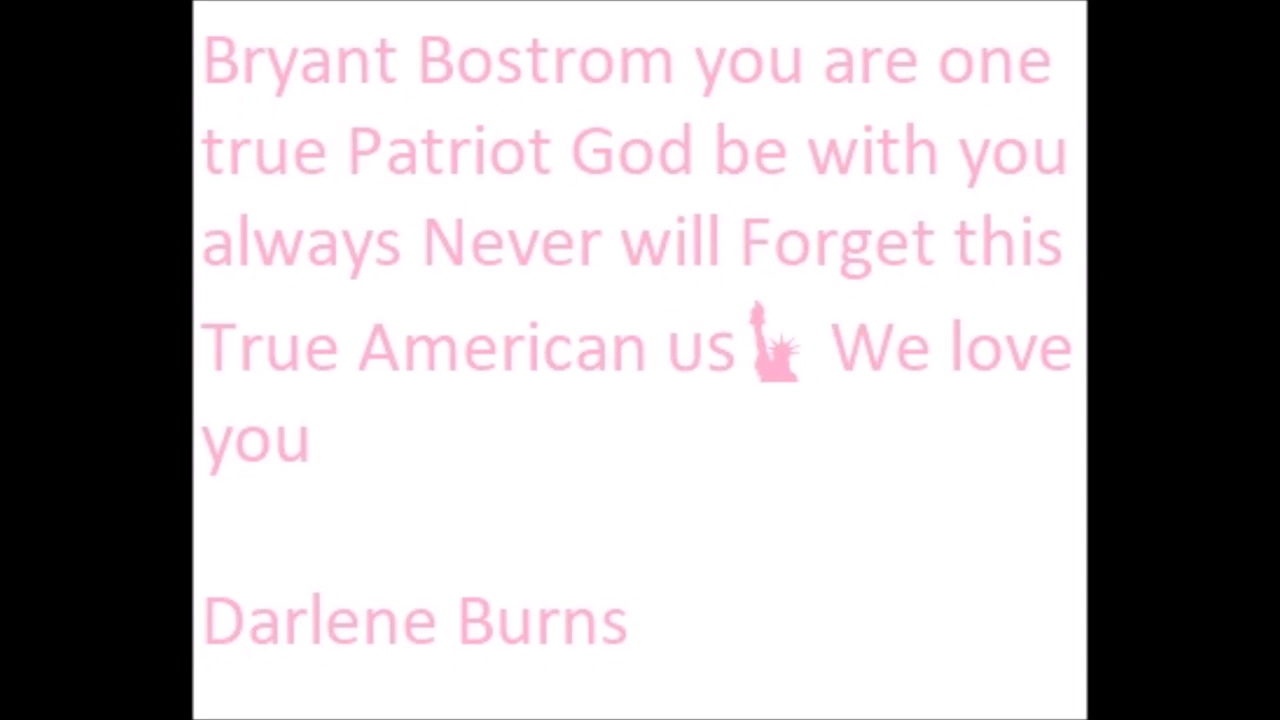 Bryant Bostrom you are one
true Patriot God be with you
always Never will Forget this
True American us🗽 We love
you
Darlene Burns